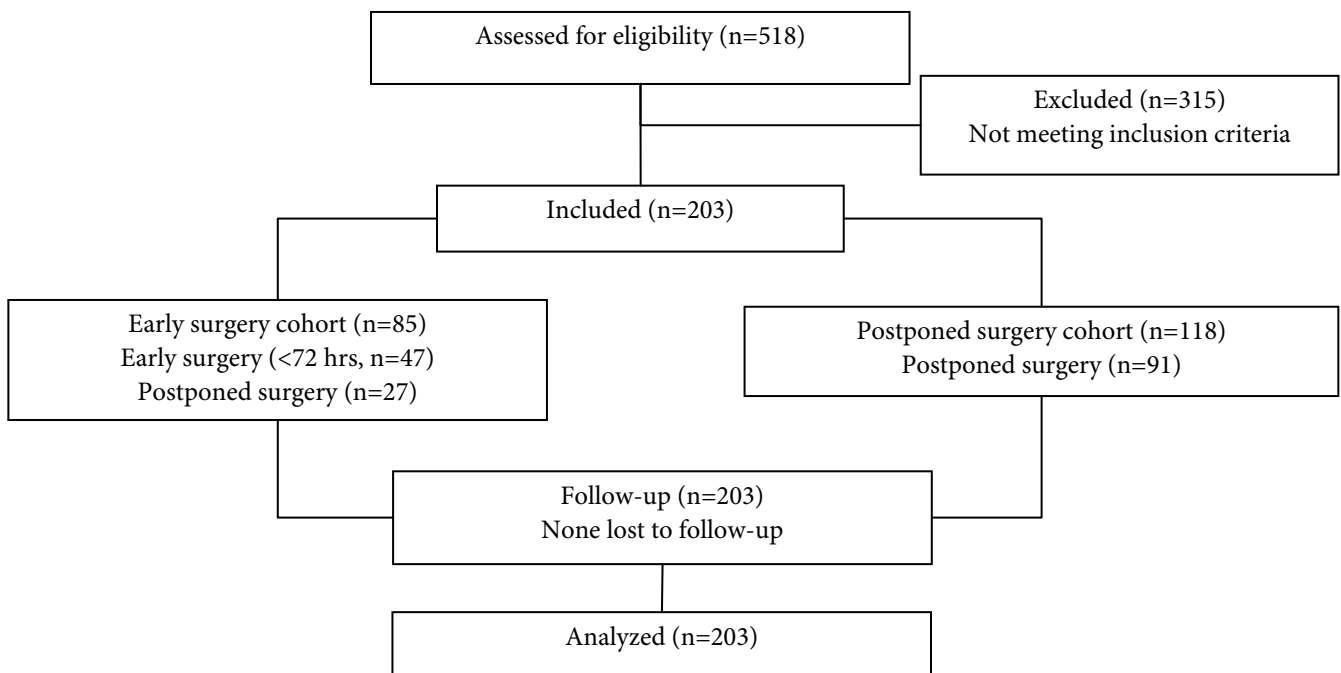 Assessed for eligibility (n=518)
Excluded (n=315)
Not meeting inclusion criteria
Included (n=203)
Early surgery cohort (n=85)
Early surgery (<72 hrs, n=47)
Postponed surgery (n=27)
Postponed surgery cohort (n=118)
Postponed surgery (n=91)
Follow-up (n=203)
None lost to follow-up
Analyzed (n=203)